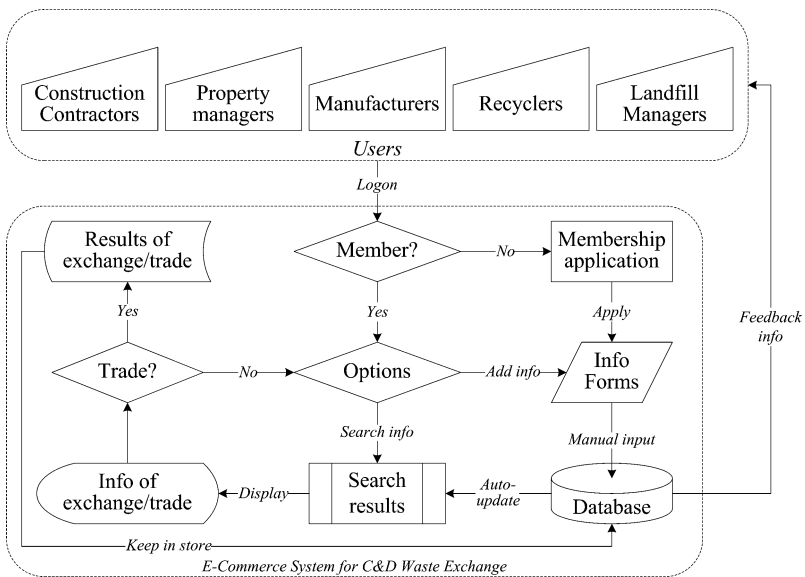 Construction
Contractors
Property
managers
Manufacturers
Recyclers
Landfill
Managers
Users
Logon
Results of
exchange/trade
Member?
No
Membership
application
Yes
Yes
Apply
Feedback
info
Trade?
No
Options
Add info
Info
Forms
Search info
Manual input
Info of
exchange/trade
Display
Search
results
Auto-
update
Database
Keep in store
E-Commerce System for C&D Waste Exchange